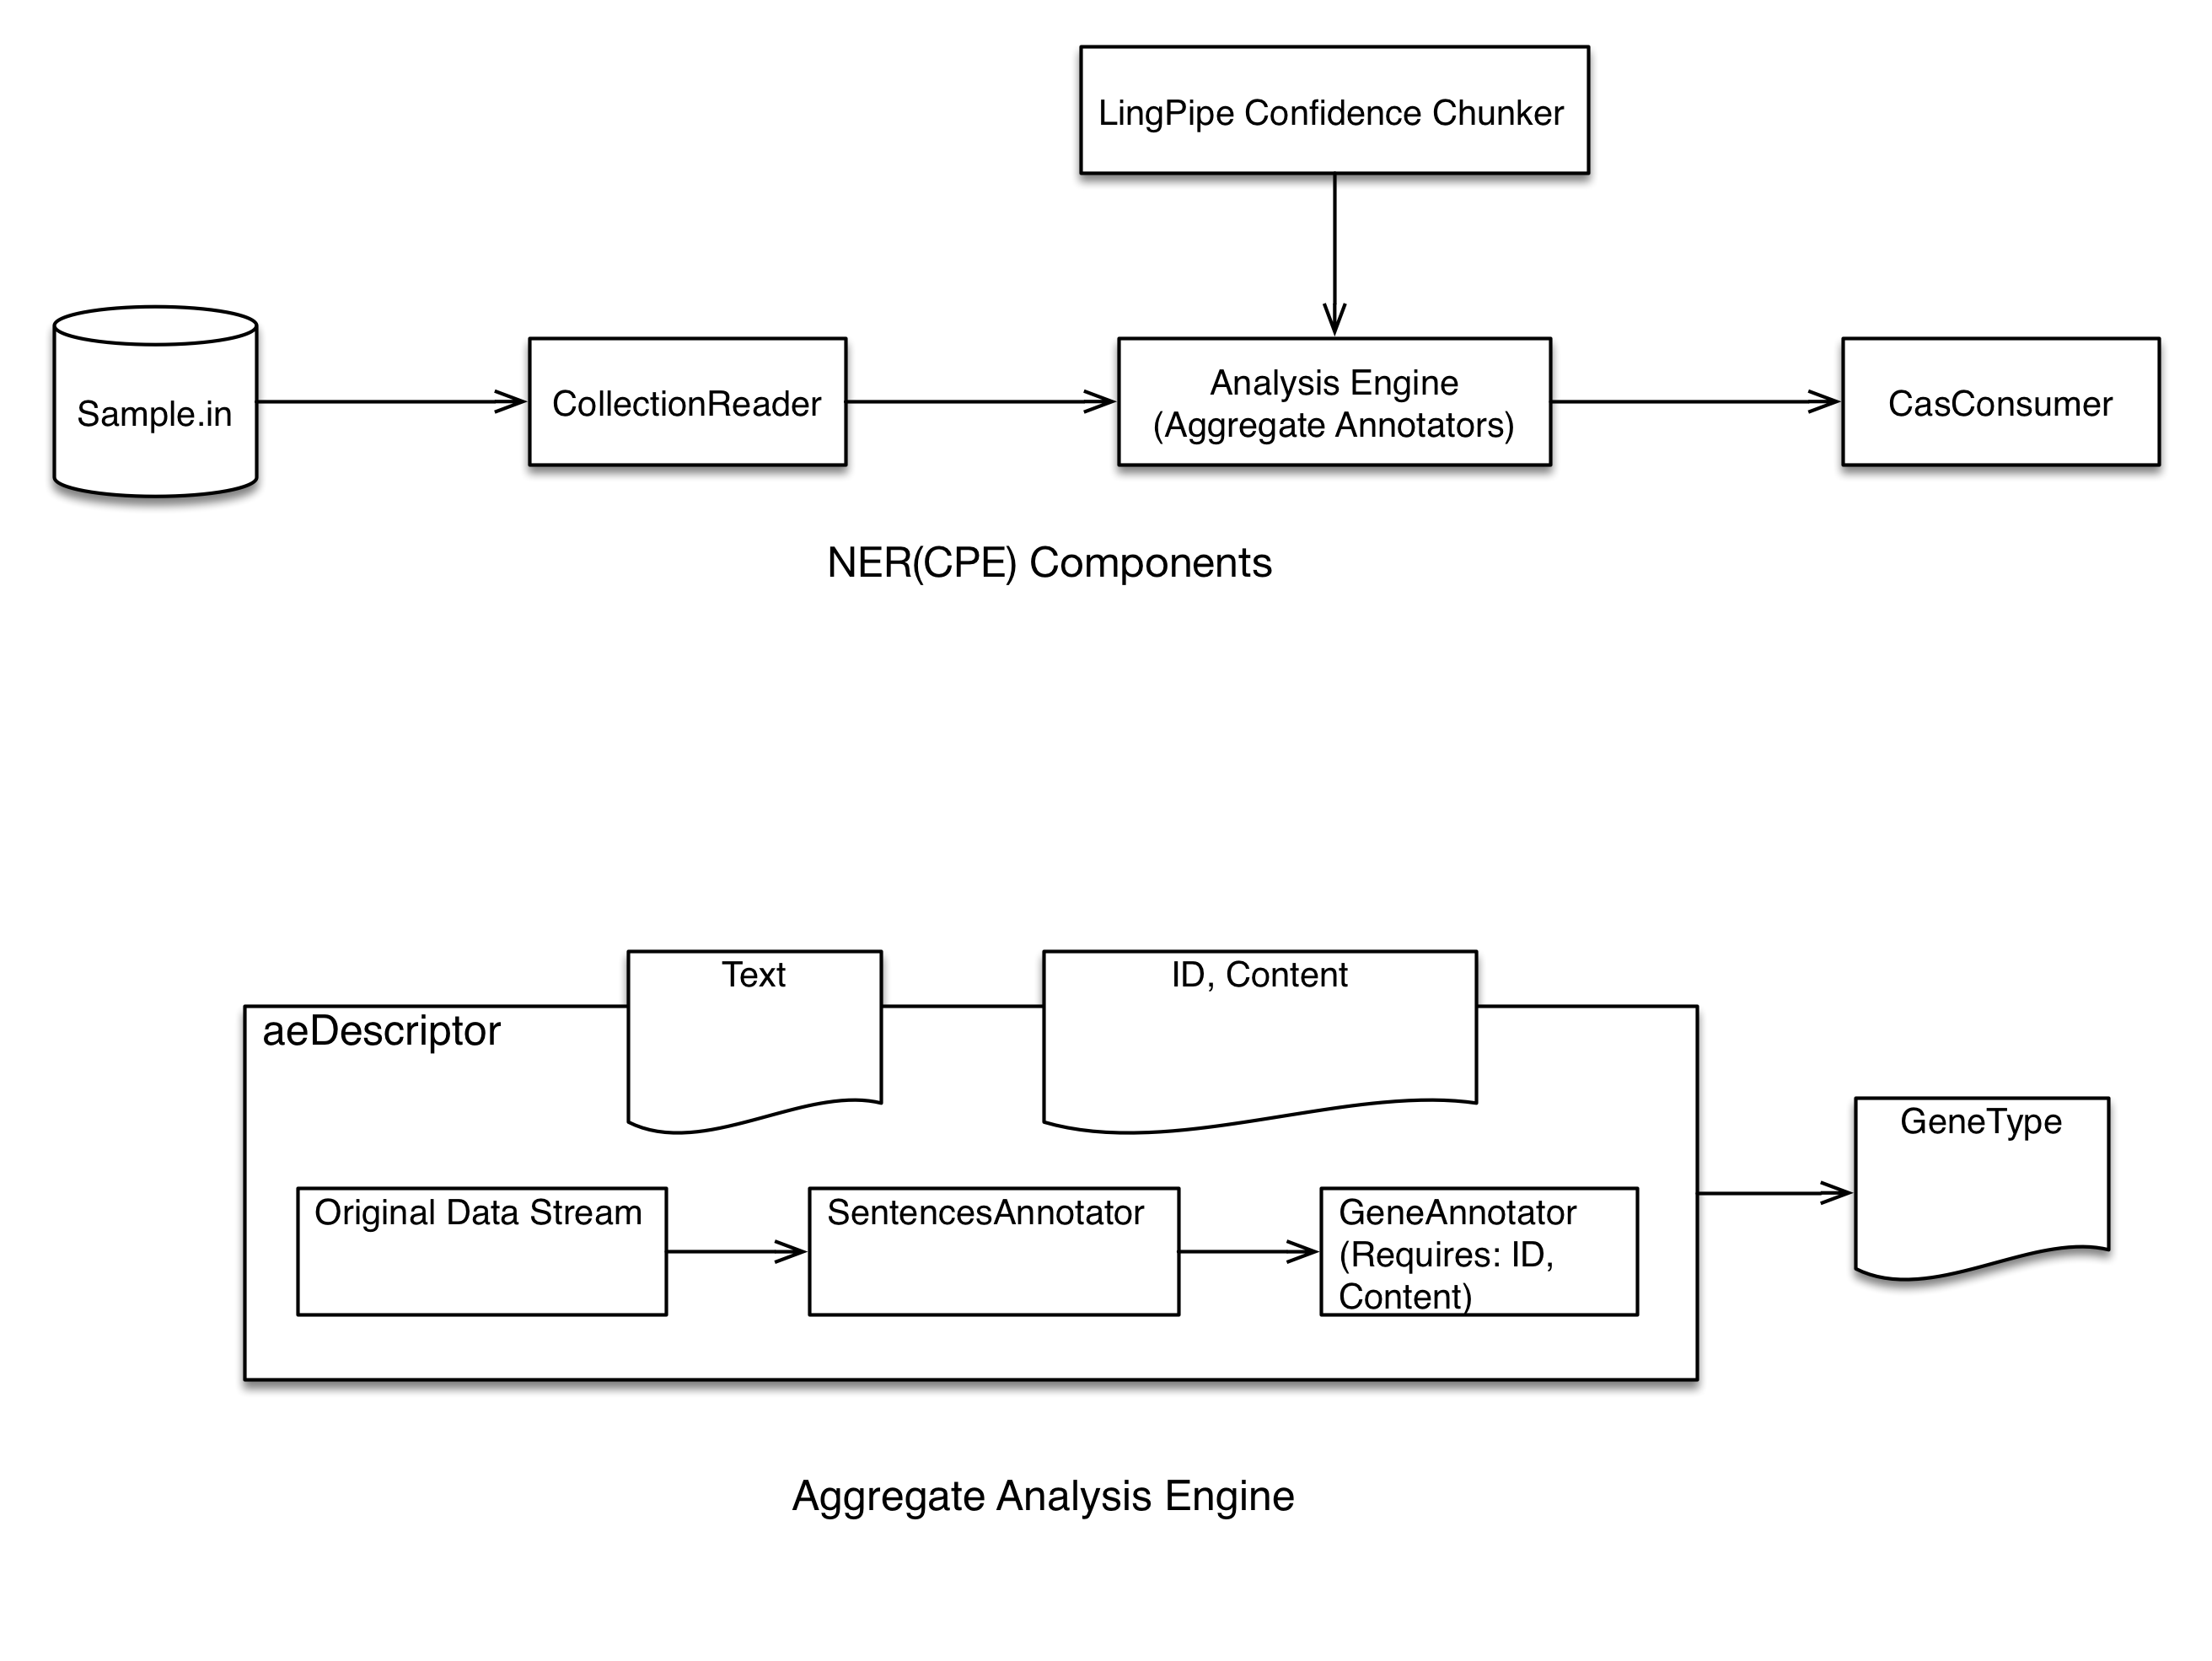 LingPipe Confidence Chunker
Sample.in
CollectionReader
Analysis Engine
(Aggregate Annotators)
CasConsumer
NER(CPE) Components
Text
ID, Content
aeDescriptor
GeneType
Original Data Stream
SentencesAnnotator
GeneAnnotator
(Requires: ID,
Content)
Aggregate Analysis Engine